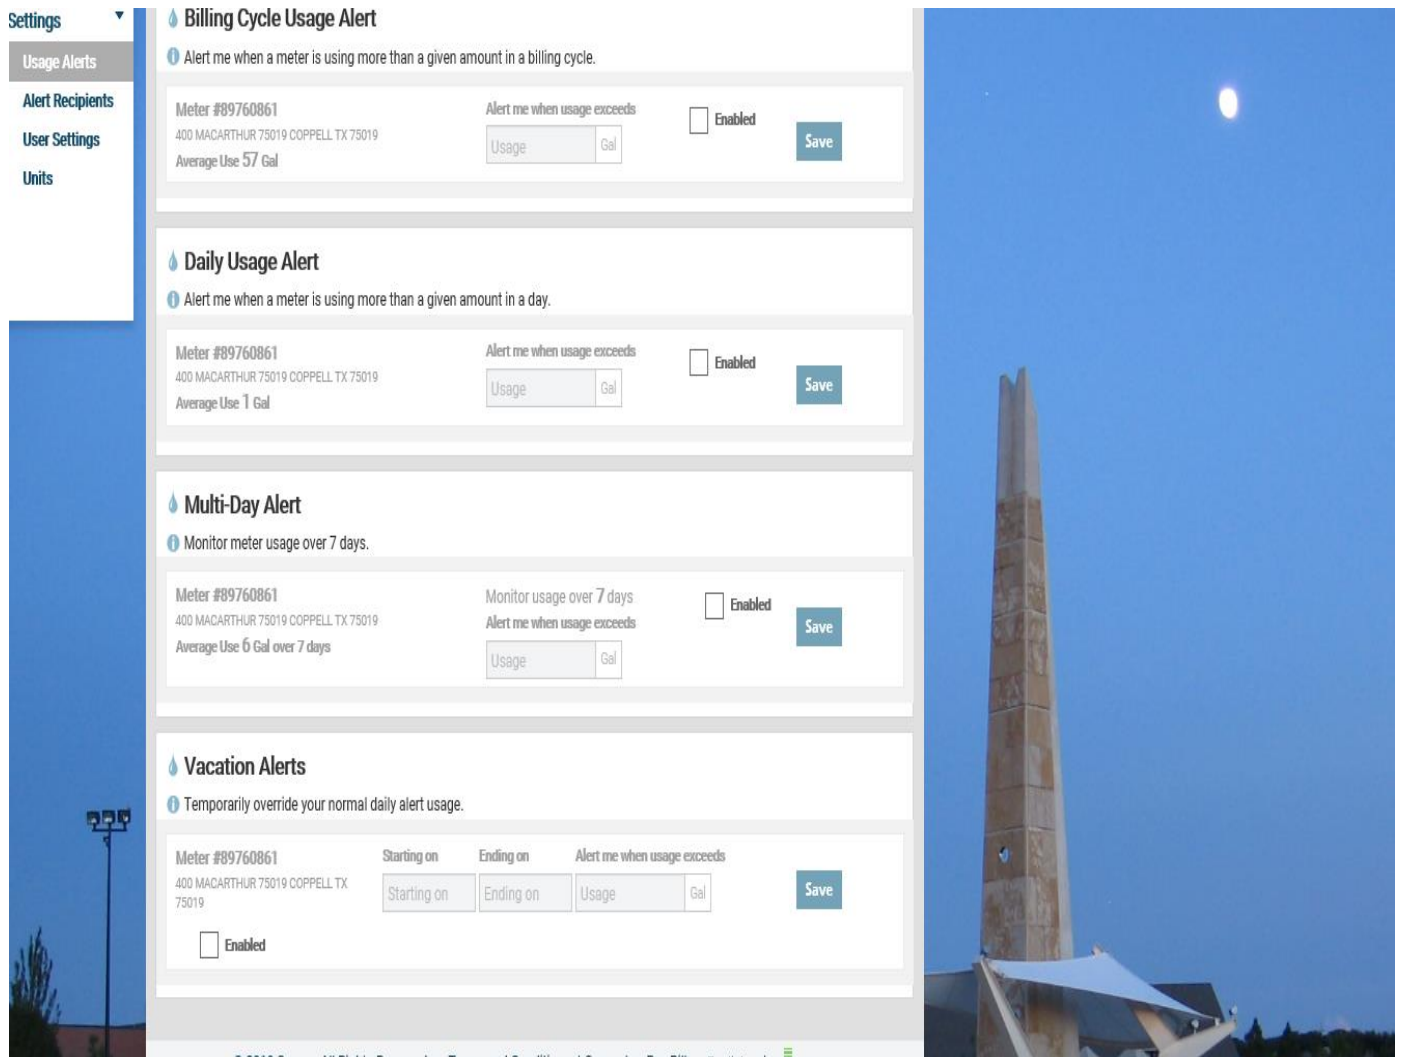 Settings
Usage Alerts
Alert Recipients
User Settings
Units
Billing Cycle Usage Alert
Alert me when a meter is using more than a given amount in a billing cycle.
Meter #89760861
400 MACARTHUR 75019 COPPELL TX 75019
Average Use 57 Gal
Alert me when usage exceeds
Usage Gal
Enabled
Save
Daily Usage Alert
Alert me when a meter is using more than a given amount in a day.
Meter #89760861
400 MACARTHUR 75019 COPPELL TX 75019
Average Use 1 Gal
Alert me when usage exceeds
Usage Gal
Enabled
Save
Multi-Day Alert
Monitor meter usage over 7 days.
Meter #89760861
400 MACARTHUR 75019 COPPELL TX 75019
Average Use 6 Gal over 7 days
Monitor usage over 7 days
Alert me when usage exceeds
Usage Gal
Enabled
Save
Vacation Alerts
Temporarily override your normal daily alert usage.
Meter #89760861
400 MACARTHUR 75019 COPPELL TX
75019
Starting on
Starting on
Ending on
Ending on
Alert me when usage exceeds
Usage Gal
Save
Enabled